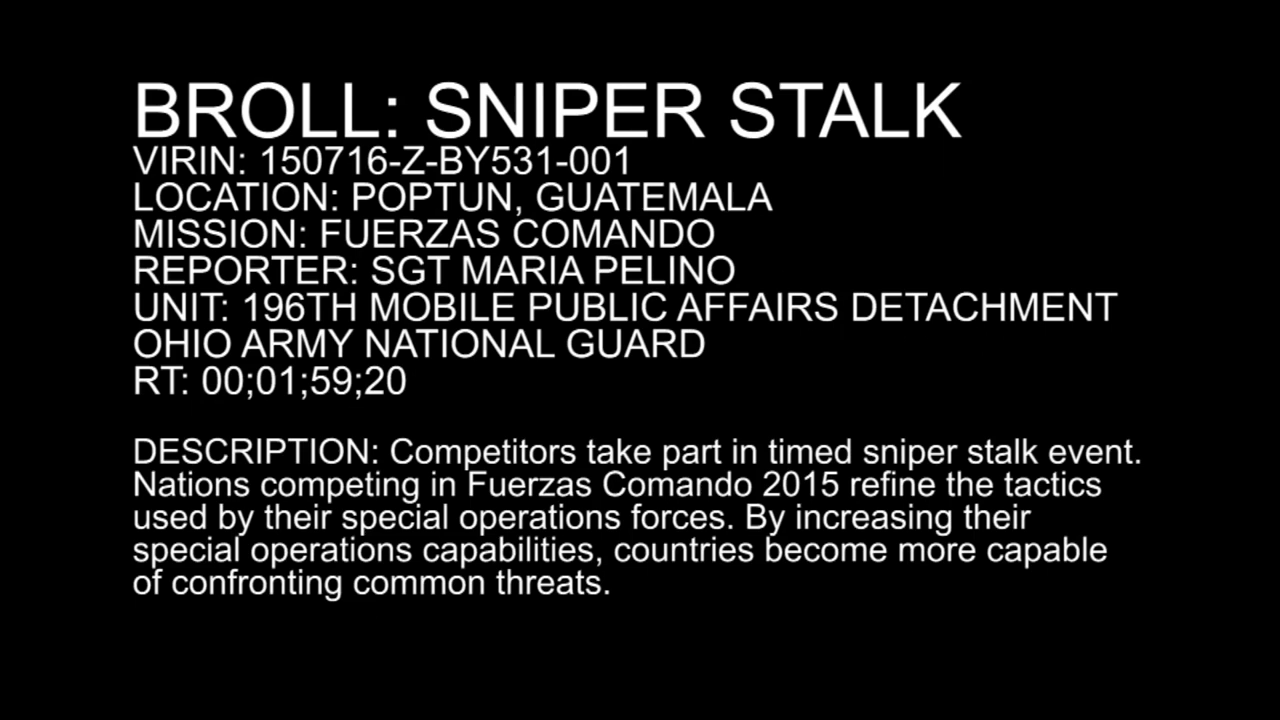 BROLL: SNIPER STALK
VIRIN: 150716-Z-BY531-001
LOCATION: POPTUN, GUATEMALA
MISSION: FUERZAS COMANDO
REPORTER: SGT MARIA PELINO
UNIT: 196TH MOBILE PUBLIC AFFAIRS DETACHMENT
OHIO ARMY NATIONAL GUARD
RT: 00;01;59;20
DESCRIPTION: Competitors take part in timed sniper stalk event.
Nations competing in Fuerzas Comando 2015 refine the tactics
used by their special operations forces. By increasing their
special operations capabilities, countries become more capable
of confronting common threats.